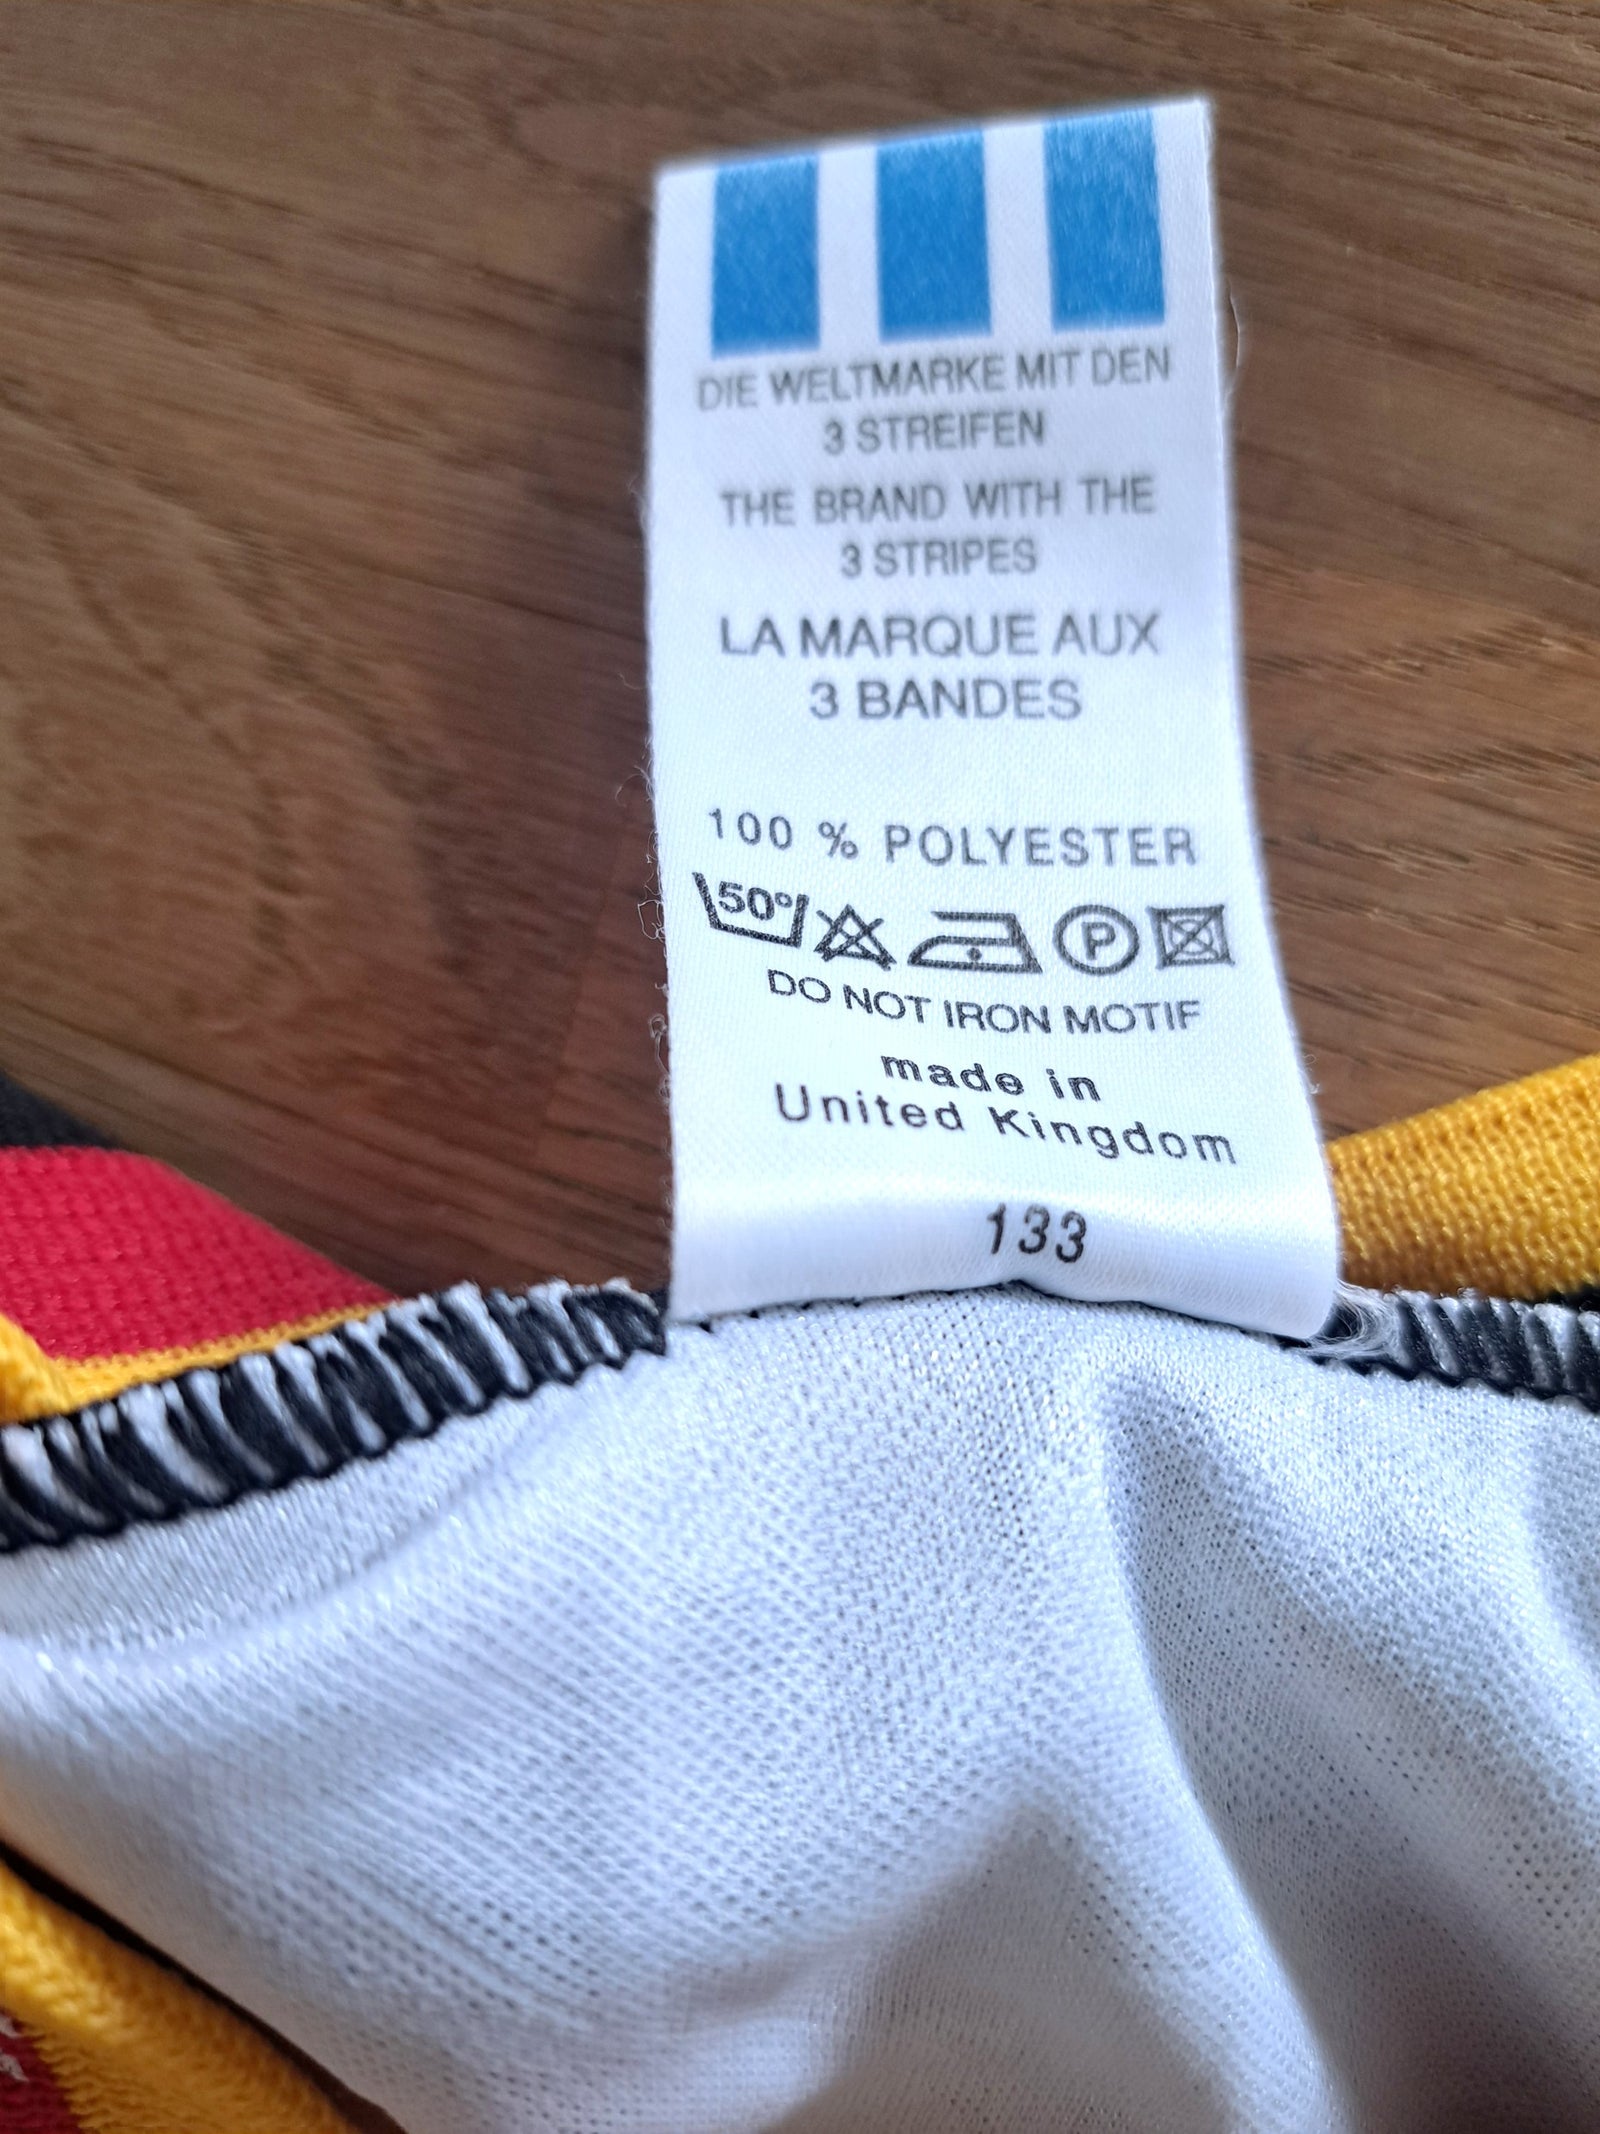 DIE WELTMARKE MIT DEN
3 STREIFEN
THE BRAND WITH THE
3 STRIPES
LA MARQUE AUX
3 BANDES
100 % POLYESTER
50° P
DO NOT IRON MOTIF
made in
United Kingdom
133